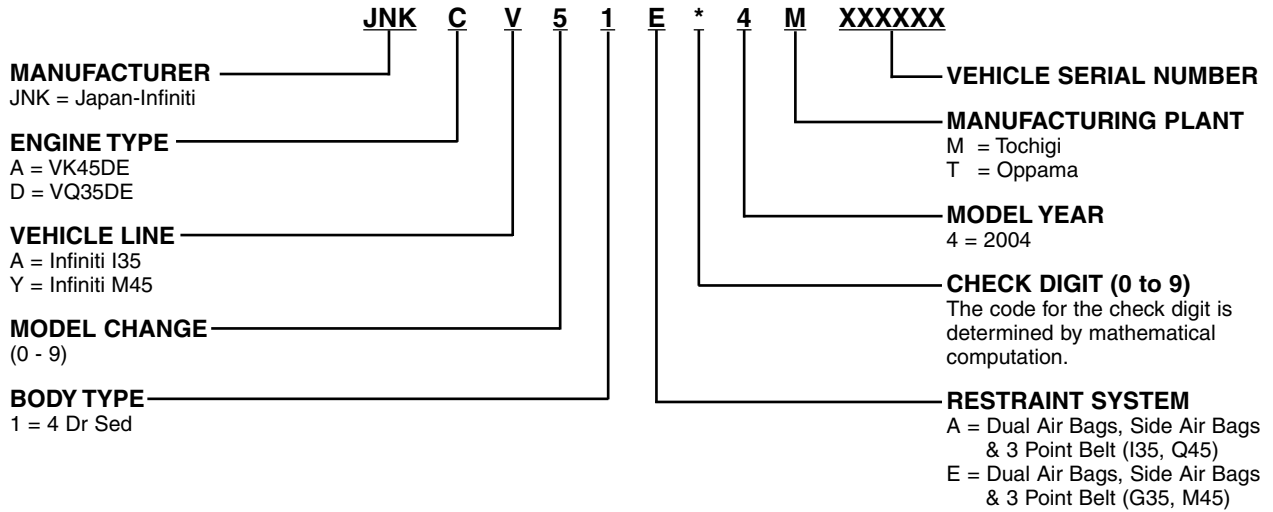 JNK C V 5 1 E * 4 M XXXXXX
MANUFACTURER
JNK = Japan-Infiniti
ENGINE TYPE
A = VK45DE
D = VQ35DE
VEHICLE LINE
A = Infiniti I35
Y = Infiniti M45
MODEL CHANGE
(0 - 9)
BODY TYPE
1 = 4 Dr Sed
VEHICLE SERIAL NUMBER
MANUFACTURING PLANT
M = Tochigi
T = Oppama
MODEL YEAR
4 = 2004
CHECK DIGIT (0 to 9)
The code for the check digit is
determined by mathematical
computation.
RESTRAINT SYSTEM
A = Dual Air Bags, Side Air Bags
& 3 Point Belt (I35, Q45)
E = Dual Air Bags, Side Air Bags
& 3 Point Belt (G35, M45)